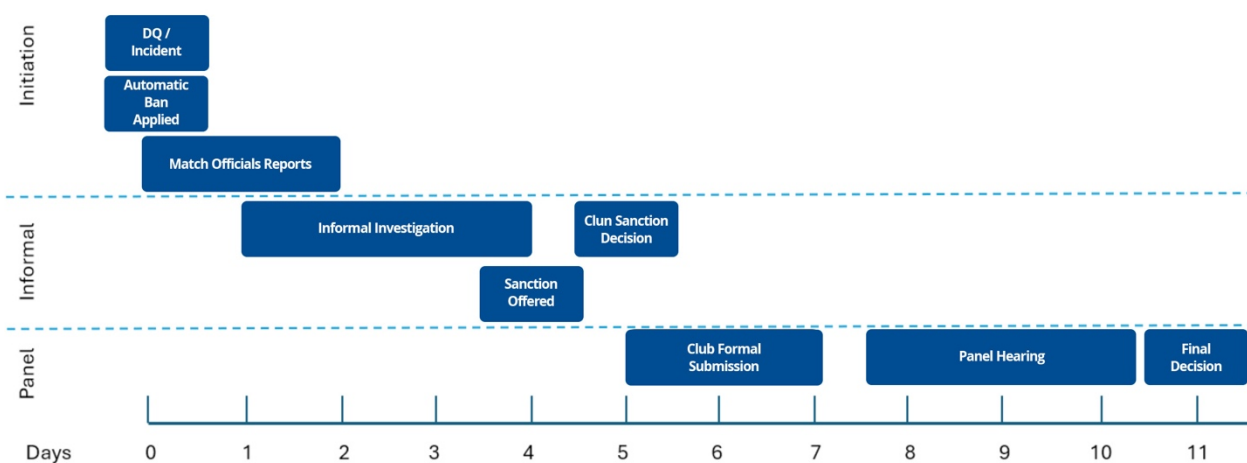 Initiation
DQ /
Incident
Automatic
Ban
Applied
Match Officials Reports
Informal
Informal Investigation
Clun Sanction
Decision
Sanction
Offered
Panel
Club Formal
Submission
Panel Hearing
Final
Decision
Days 0 1 2 3 4 5 6 7 8 9 10 11